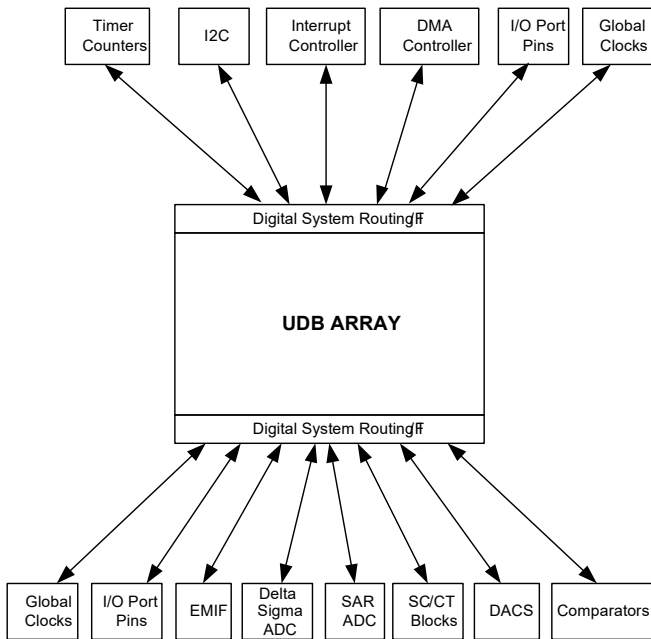 Timer
Counters
I2C
Interrupt
Controller
DMA
Controller
I/O Port
Pins
Global
Clocks
Digital System Routing I/F
UDB ARRAY
Digital System Routing I/F
Global
Clocks
I/O Port
Pins
EMIF
Delta
Sigma
ADC
SAR
ADC
SC/CT
Blocks
DACS
Comparators